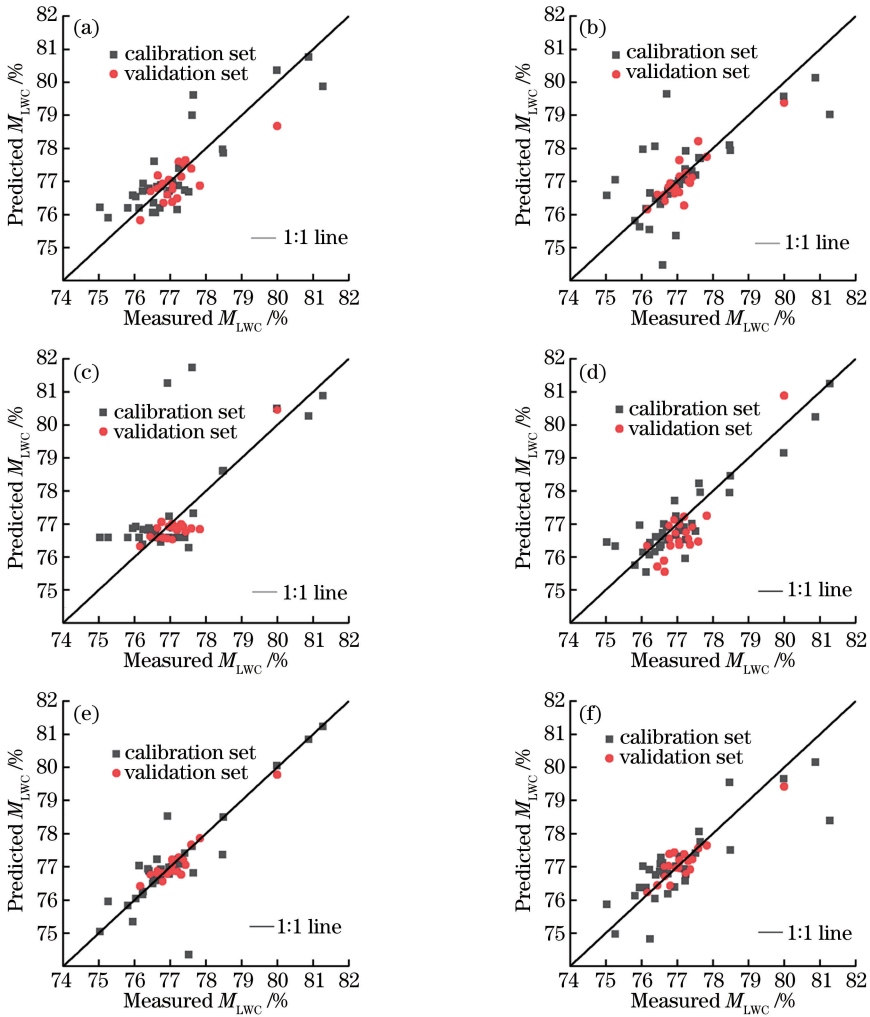 (a)
calibration set
validation set
1:1 line
82
81
80
79
78
77
76
75
74 75 76 77 78 79 80 81 82
Predicted M_LWC /%
Measured M_LWC /%
(b)
calibration set
validation set
1:1 line
82
81
80
79
78
77
76
75
74 75 76 77 78 79 80 81 82
Predicted M_LWC /%
Measured M_LWC /%
(c)
calibration set
validation set
1:1 line
82
81
80
79
78
77
76
75
74 75 76 77 78 79 80 81 82
Predicted M_LWC /%
Measured M_LWC /%
(d)
calibration set
validation set
1:1 line
82
81
80
79
78
77
76
75
74 75 76 77 78 79 80 81 82
Predicted M_LWC /%
Measured M_LWC /%
(e)
calibration set
validation set
1:1 line
82
81
80
79
78
77
76
75
74 75 76 77 78 79 80 81 82
Predicted M_LWC /%
Measured M_LWC /%
(f)
calibration set
validation set
1:1 line
82
81
80
79
78
77
76
75
74 75 76 77 78 79 80 81 82
Predicted M_LWC /%
Measured M_LWC /%